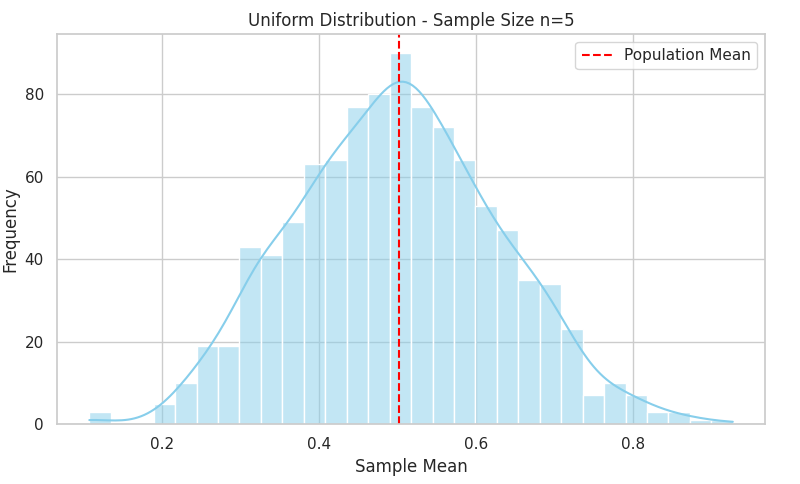 Uniform Distribution - Sample Size n=5
Population Mean
Frequency
80
60
40
20
0
0.2 0.4 0.6 0.8
Sample Mean